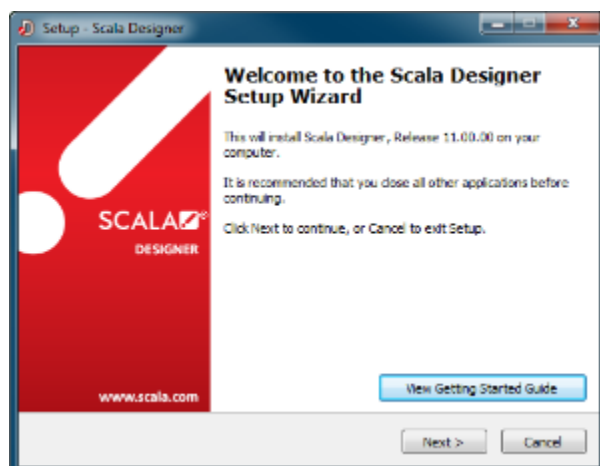 Setup - Scala Designer
Welcome to the Scala Designer
Setup Wizard
This will install Scala Designer, Release 11.00.00 on your
computer.
It is recommended that you close all other applications before
continuing.
Click Next to continue, or Cancel to exit Setup.
SCALA®
DESIGNER
www.scala.com
View Getting Started Guide
Next >
Cancel